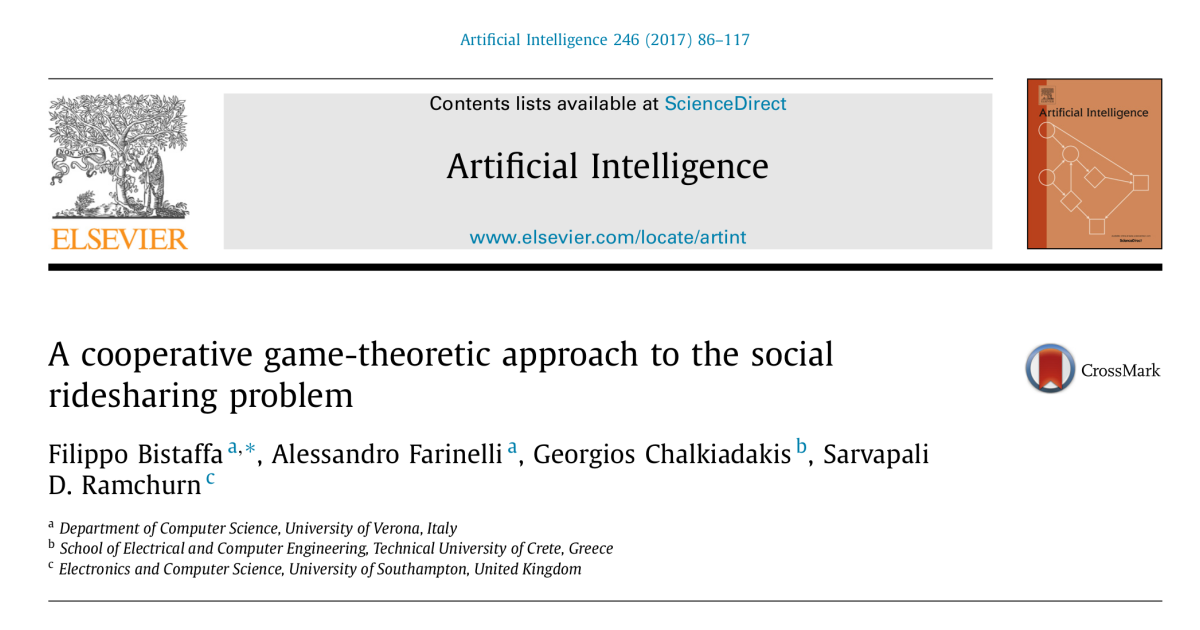 Artificial Intelligence 246 (2017) 86–117
Contents lists available at ScienceDirect
Artificial Intelligence
www.elsevier.com/locate/artint
NON SOLUS
ELSEVIER
Artificial Intelligence
ScienceDirect
A cooperative game-theoretic approach to the social
ridesharing problem
CrossMark
Filippo Bistaffa a,*, Alessandro Farinelli a, Georgios Chalkiadakis b, Sarvapali
D. Ramchurn c
a Department of Computer Science, University of Verona, Italy
b School of Electrical and Computer Engineering, Technical University of Crete, Greece
c Electronics and Computer Science, University of Southampton, United Kingdom